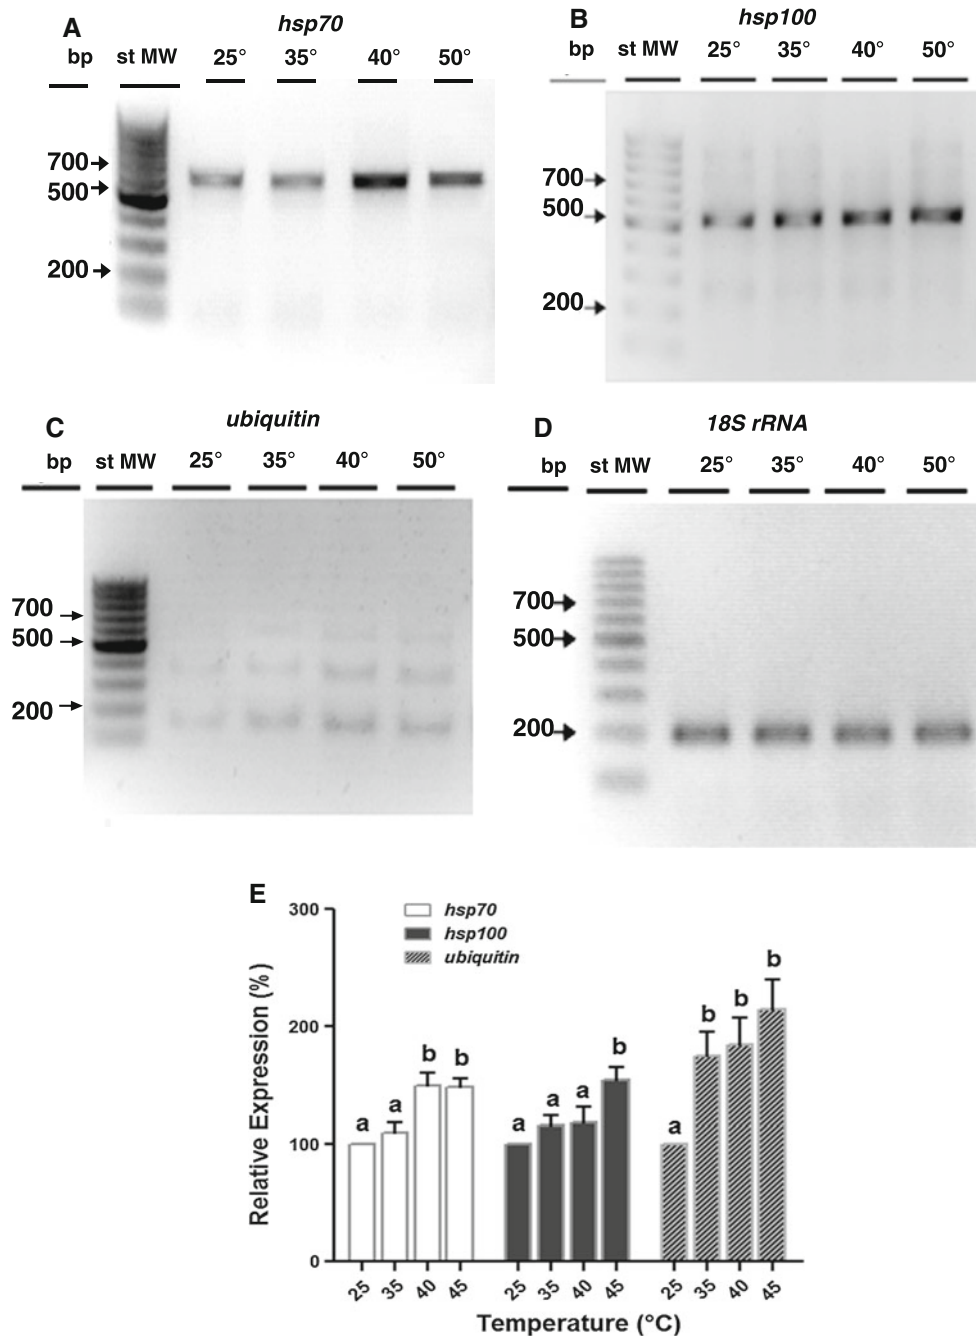 A hsp70
bp st MW 25° 35° 40° 50°
700
500
200
B hsp100
bp st MW 25° 35° 40° 50°
700
500
200
C ubiquitin
bp st MW 25° 35° 40° 50°
700
500
200
D 18S rRNA
bp st MW 25° 35° 40° 50°
700
500
200
E
hsp70
hsp100
ubiquitin
Relative Expression (%)
300
200
100
0
a a b b a a a b a b b b
25 35 40 45 25 35 40 45 25 35 40 45
Temperature (°C)